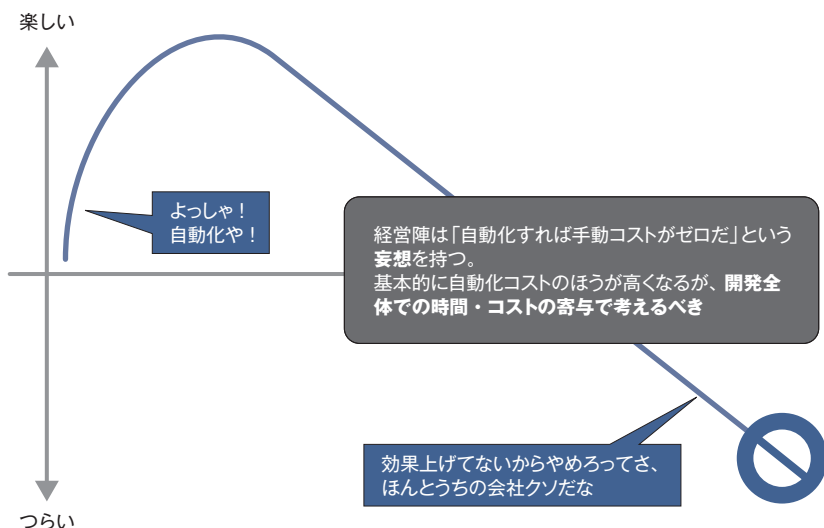 楽しい
よっしゃ！
自動化や！
経営陣は「自動化すれば手動コストがゼロだ」という
妄想を持つ。
基本的に自動化コストのほうが高くなるが、開発全
体での時間・コストの寄与で考えるべき
効果上げてないからやめろってさ、
ほんとうちの会社クソだな
つらい